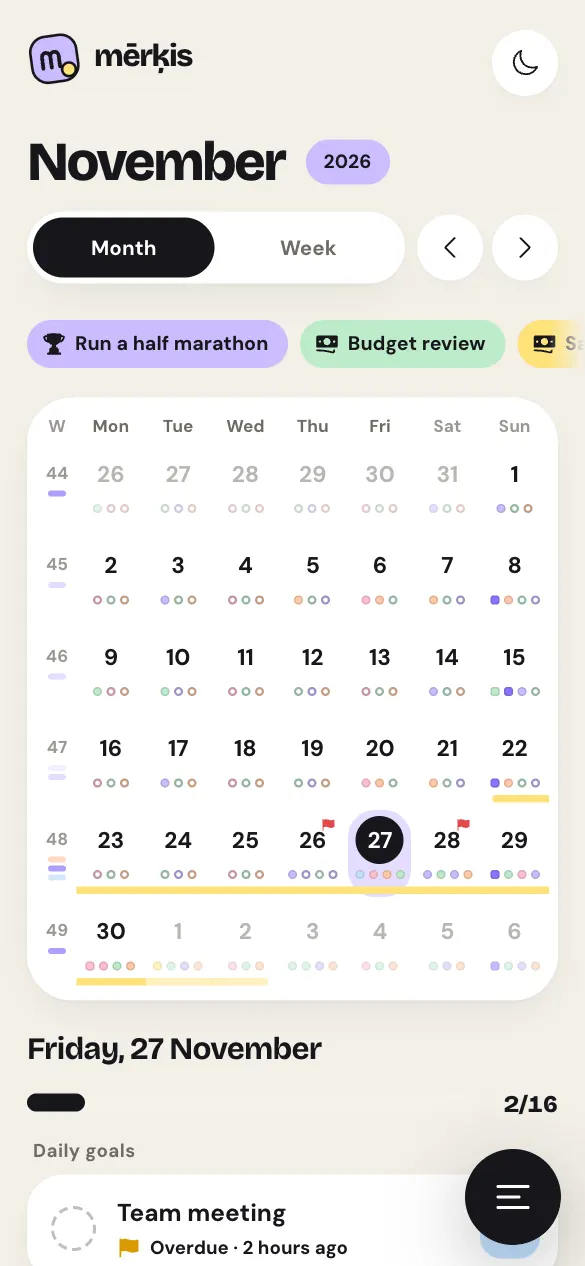 mērķis
November 2026
Month Week
Run a half marathon Budget review
W Mon Tue Wed Thu Fri Sat Sun
44 26 27 28 29 30 31 1
45 2 3 4 5 6 7 8
46 9 10 11 12 13 14 15
47 16 17 18 19 20 21 22
48 23 24 25 26 27 28 29
49 30 1 2 3 4 5 6
Friday, 27 November
2/16
Daily goals
Team meeting
Overdue · 2 hours ago